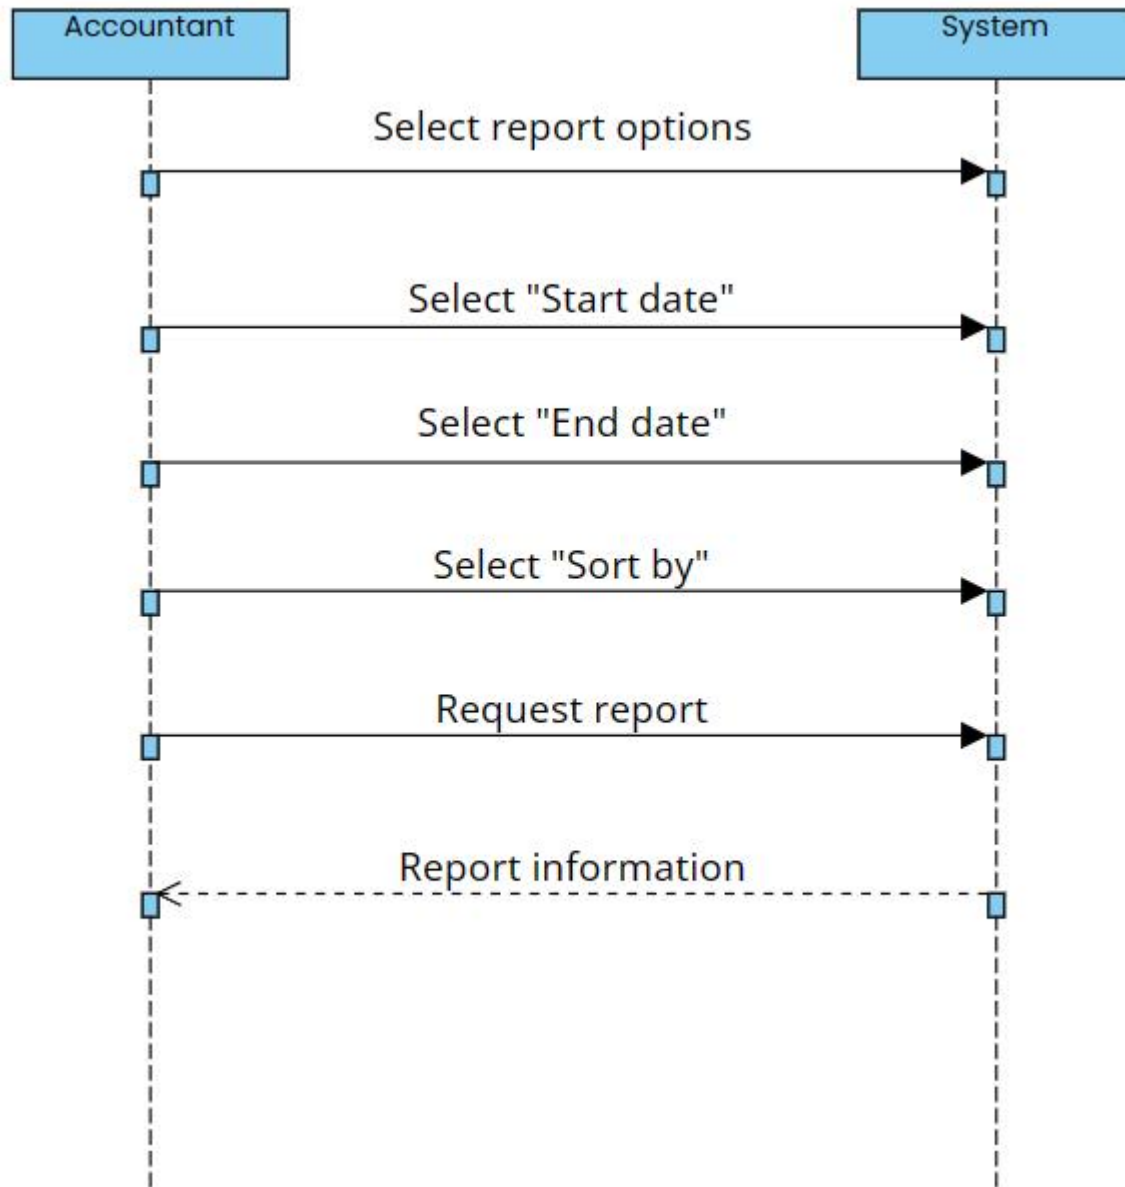 Accountant
System
Select report options
Select "Start date"
Select "End date"
Select "Sort by"
Request report
Report information